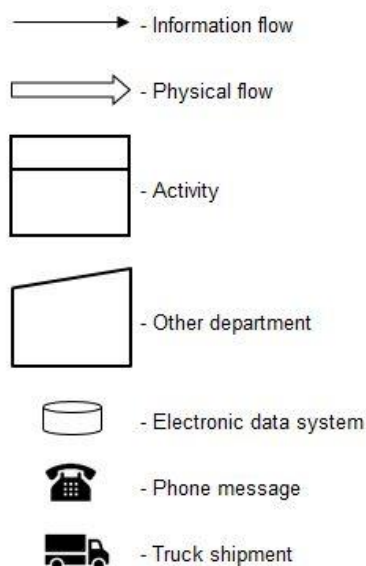 - Information flow
- Physical flow
- Activity
- Other department
- Electronic data system
- Phone message
- Truck shipment